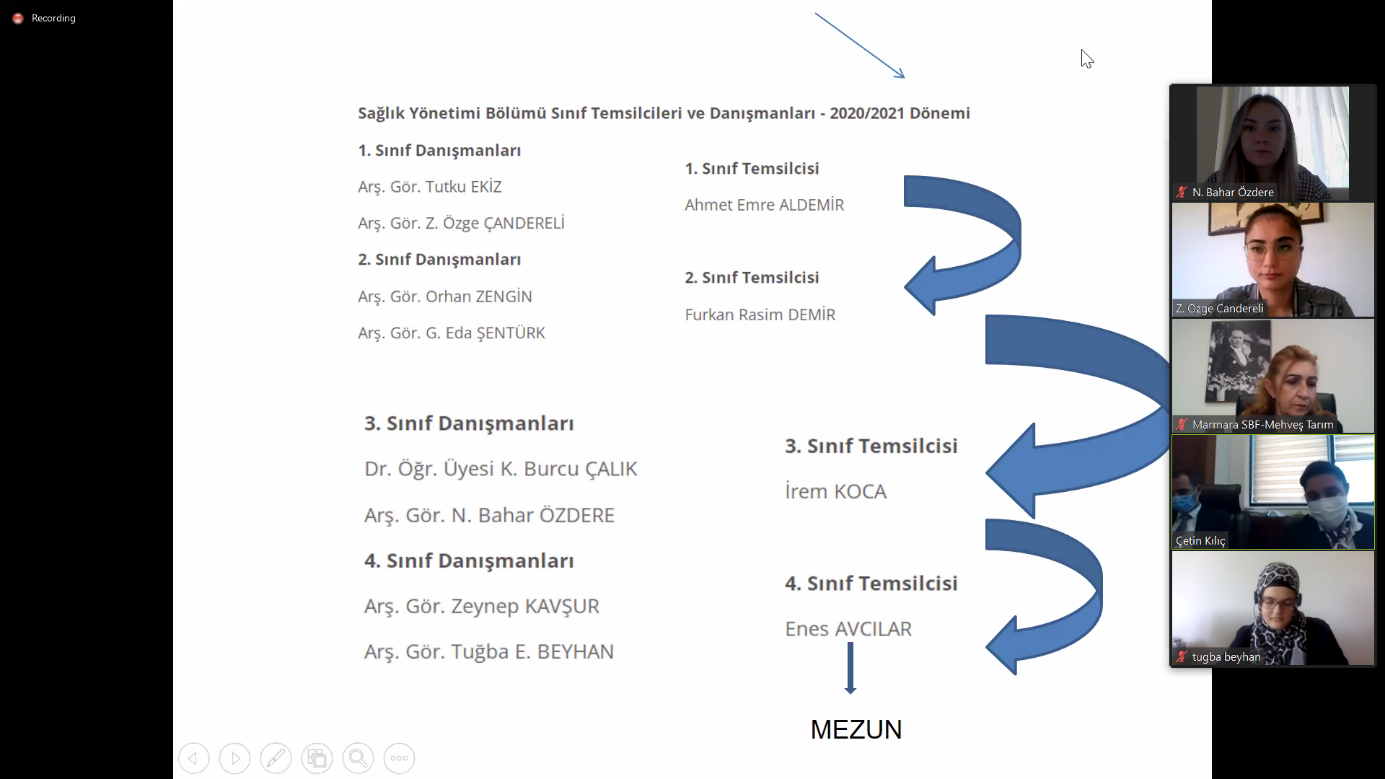 Recording
Sağlık Yönetimi Bölümü Sınıf Temsilcileri ve Danışmanları - 2020/2021 Dönemi
1. Sınıf Danışmanları
Arş. Gör. Tutku EKİZ
Arş. Gör. Z. Özge ÇANDERELİ
2. Sınıf Danışmanları
Arş. Gör. Orhan ZENGİN
Arş. Gör. G. Eda ŞENTÜRK
1. Sınıf Temsilcisi
Ahmet Emre ALDEMİR
2. Sınıf Temsilcisi
Furkan Rasim DEMİR
3. Sınıf Danışmanları
Dr. Öğr. Üyesi K. Burcu ÇALIK
Arş. Gör. N. Bahar ÖZDERE
4. Sınıf Danışmanları
Arş. Gör. Zeynep KAVŞUR
Arş. Gör. Tuğba E. BEYHAN
3. Sınıf Temsilcisi
İrem KOCA
4. Sınıf Temsilcisi
Enes AVCILAR
MEZUN
N. Bahar Özdere
Z. Ozge Candereli
Marmara SBF-Mehveş Tarım
Çetin Kılıç
tugba beyhan